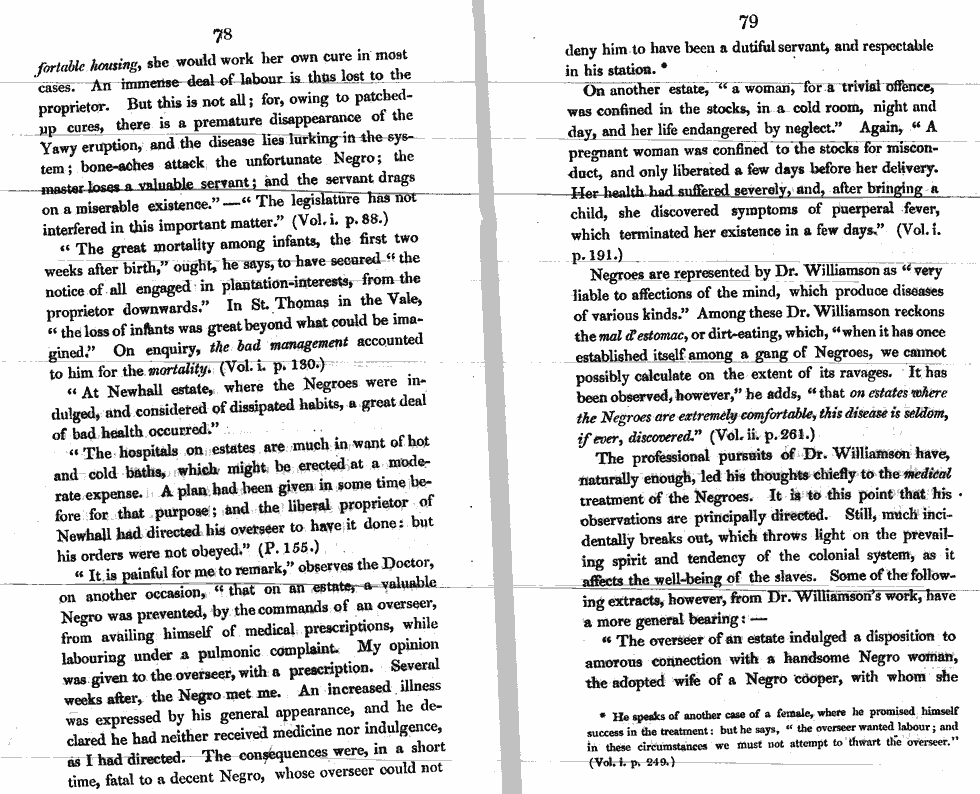 78
fortable housing, she would work her own cure in most
cases. An immense deal of labour is thus lost to the
proprietor. But this is not all; for, owing to patched-
up cures, there is a premature disappearance of the
Yawy eruption, and the disease lies lurking in the sys-
tem; bone-aches attack the unfortunate Negro; the
master loses a valuable servant; and the servant drags
on a miserable existence.”—“ The legislature has not
interfered in this important matter.” (Vol. i. p. 88.)
“ The great mortality among infants, the first two
weeks after birth,” ought, he says, to have secured “ the
notice of all engaged in plantation-interests, from the
proprietor downwards.” In St. Thomas in the Vale,
“ the loss of infants was great beyond what could be ima-
gined.” On enquiry, the bad management accounted
to him for the mortality. (Vol. i. p. 130.)
“ At Newhall estate, where the Negroes were in-
dulged, and considered of dissipated habits, a great deal
of bad health occurred.”
“ The hospitals on estates are much in want of hot
and cold baths, which might be erected at a mode-
rate expense. A plan had been given in some time be-
fore for that purpose; and the liberal proprietor of
Newhall had directed his overseer to have it done: but
his orders were not obeyed.” (P. 155.)
“ It is painful for me to remark,” observes the Doctor,
on another occasion, “ that on an estate, a valuable
Negro was prevented, by the commands of an overseer,
from availing himself of medical prescriptions, while
labouring under a pulmonic complaint. My opinion
was given to the overseer, with a prescription. Several
weeks after, the Negro met me. An increased illness
was expressed by his general appearance, and he de-
clared he had neither received medicine nor indulgence,
as I had directed. The consequences were, in a short
time, fatal to a decent Negro, whose overseer could not
79
deny him to have been a dutiful servant, and respectable
in his station. *
On another estate, “ a woman, for a trivial offence,
was confined in the stocks, in a cold room, night and
day, and her life endangered by neglect.” Again, “ A
pregnant woman was confined to the stocks for miscon-
duct, and only liberated a few days before her delivery.
Her health had suffered severely, and, after bringing a
child, she discovered symptoms of puerperal fever,
which terminated her existence in a few days.” (Vol. i.
p. 191.)
Negroes are represented by Dr. Williamson as “ very
liable to affections of the mind, which produce diseases
of various kinds.” Among these Dr. Williamson reckons
the mal d'estomac, or dirt-eating, which, “ when it has once
established itself among a gang of Negroes, we cannot
possibly calculate on the extent of its ravages. It has
been observed, however,” he adds, “ that on estates where
the Negroes are extremely comfortable, this disease is seldom,
if ever, discovered.” (Vol. ii. p. 261.)
The professional pursuits of Dr. Williamson have,
naturally enough, led his thoughts chiefly to the medical
treatment of the Negroes. It is to this point that his
observations are principally directed. Still, much inci-
dentally breaks out, which throws light on the prevail-
ing spirit and tendency of the colonial system, as it
affects the well-being of the slaves. Some of the follow-
ing extracts, however, from Dr. Williamson's work, have
a more general bearing: —
“ The overseer of an estate indulged a disposition to
amorous connection with a handsome Negro woman,
the adopted wife of a Negro cooper, with whom she
* He speaks of another case of a female, where he promised himself
success in the treatment: but he says, “ the overseer wanted labour; and
in these circumstances we must not attempt to thwart the overseer.”
(Vol. i. p. 249.)